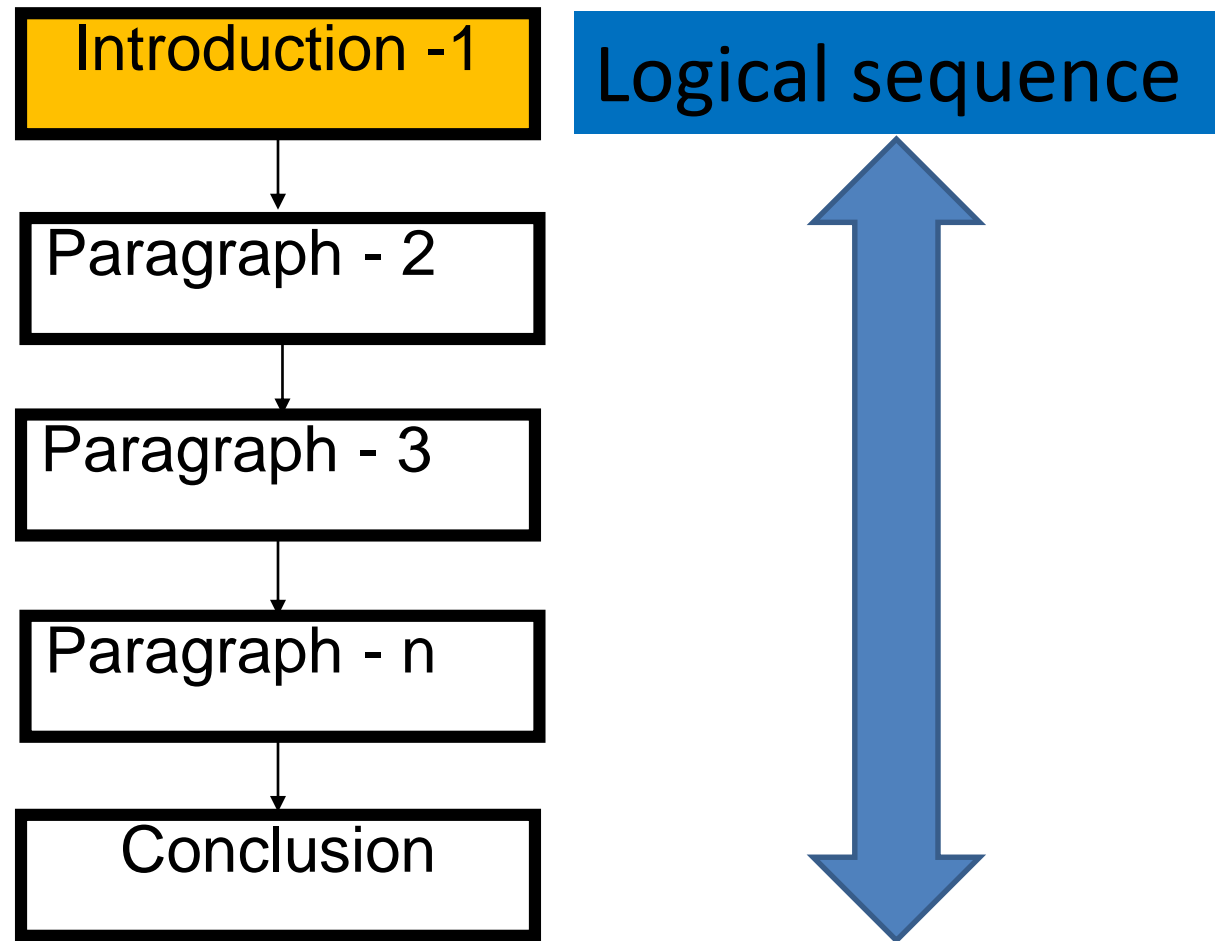 Introduction -1
Logical sequence
Paragraph - 2
Paragraph - 3
Paragraph - n
Conclusion